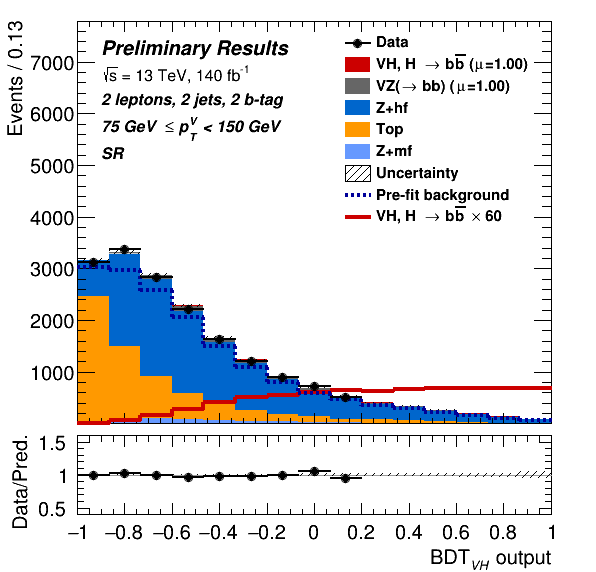 Events / 0.13
7000
6000
5000
4000
3000
2000
1000
Preliminary Results
√s = 13 TeV, 140 fb⁻¹
2 leptons, 2 jets, 2 b-tag
75 GeV ≤ p_T^V < 150 GeV
SR
Data
VH, H → bb̅ (μ=1.00)
VZ(→ bb) (μ=1.00)
Z+hf
Top
Z+mf
Uncertainty
Pre-fit background
VH, H → bb̅ × 60
Data/Pred.
1.5
1
0.5
−1 −0.8 −0.6 −0.4 −0.2 0 0.2 0.4 0.6 0.8 1
BDT_VH output